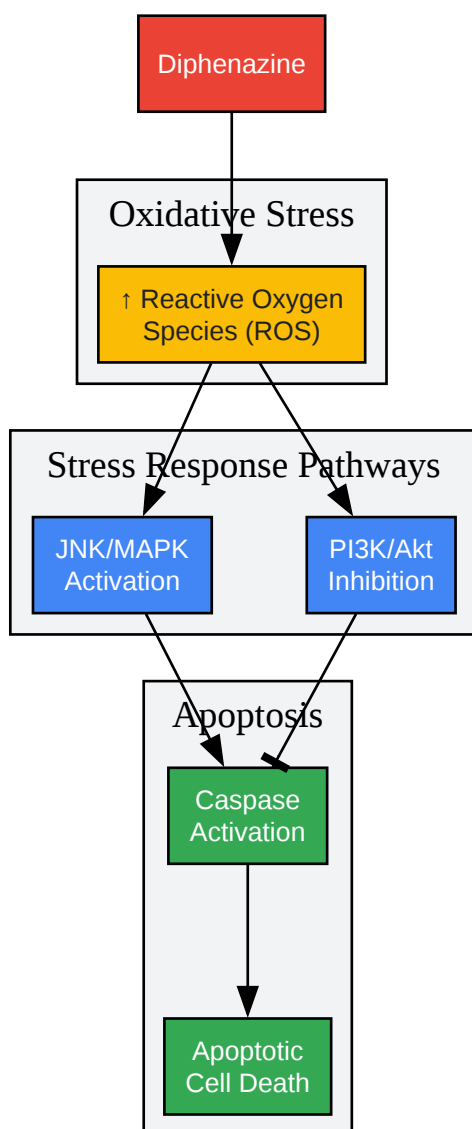 Diphenazine
Oxidative Stress
↑ Reactive Oxygen
Species (ROS)
Stress Response Pathways
JNK/MAPK
Activation
PI3K/Akt
Inhibition
Apoptosis
Caspase
Activation
Apoptotic
Cell Death